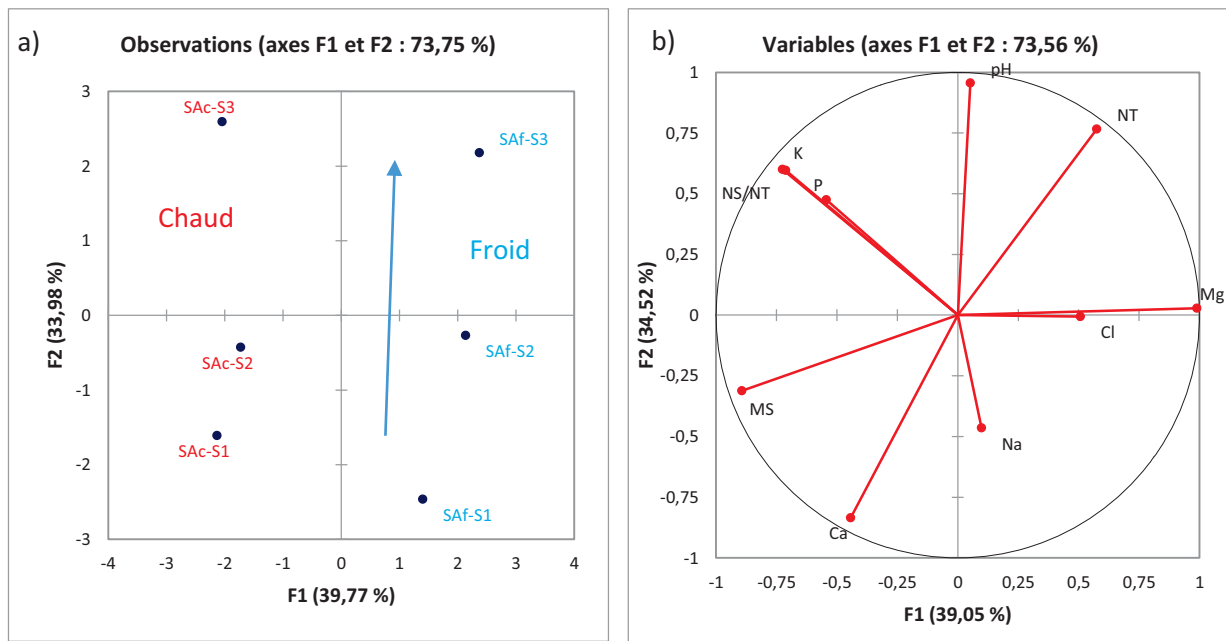 a)
Observations (axes F1 et F2 : 73,75 %)
3
2
1
0
-1
-2
-3
F2 (33,98 %)
SAc-S3
SAf-S3
Chaud
Froid
SAc-S2
SAf-S2
SAc-S1
SAf-S1
-4 -3 -2 -1 0 1 2 3 4
F1 (39,77 %)
b)
Variables (axes F1 et F2 : 73,56 %)
1
0,75
0,5
0,25
0
-0,25
-0,5
-0,75
-1
F2 (34,52 %)
pH
NT
K
P
NS/NT
Mg
Cl
MS
Na
Ca
-1 -0,75 -0,5 -0,25 0 0,25 0,5 0,75 1
F1 (39,05 %)